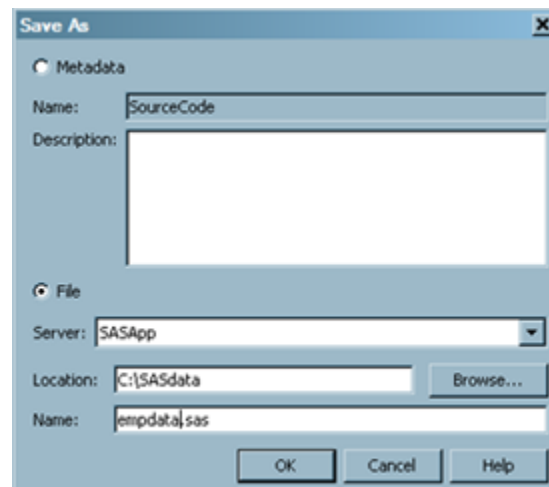 Save As
Metadata
Name: SourceCode
Description:
File
Server: SASApp
Location: C:\SASdata Browse...
Name: empdata.sas
OK Cancel Help